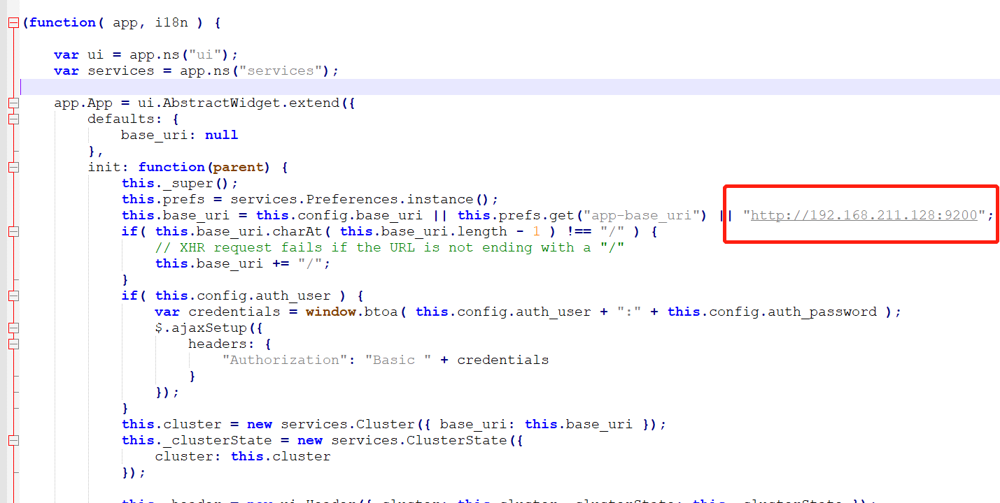 (function( app, i18n ) {
var ui = app.ns("ui");
var services = app.ns("services");
app.App = ui.AbstractWidget.extend({
defaults: {
base_uri: null
},
init: function(parent) {
this._super();
this.prefs = services.Preferences.instance();
this.base_uri = this.config.base_uri || this.prefs.get("app-base_uri") || "http://192.168.211.128:9200";
if( this.base_uri.charAt( this.base_uri.length - 1 ) !== "/" ) {
// XHR request fails if the URL is not ending with a "/"
this.base_uri += "/";
}
if( this.config.auth_user ) {
var credentials = window.btoa( this.config.auth_user + ":" + this.config.auth_password );
$.ajaxSetup({
headers: {
"Authorization": "Basic " + credentials
}
});
}
this.cluster = new services.Cluster({ base_uri: this.base_uri });
this._clusterState = new services.ClusterState({
cluster: this.cluster
});
this._header = new ui.Header({ cluster: this.cluster, clusterState: this._clusterState });